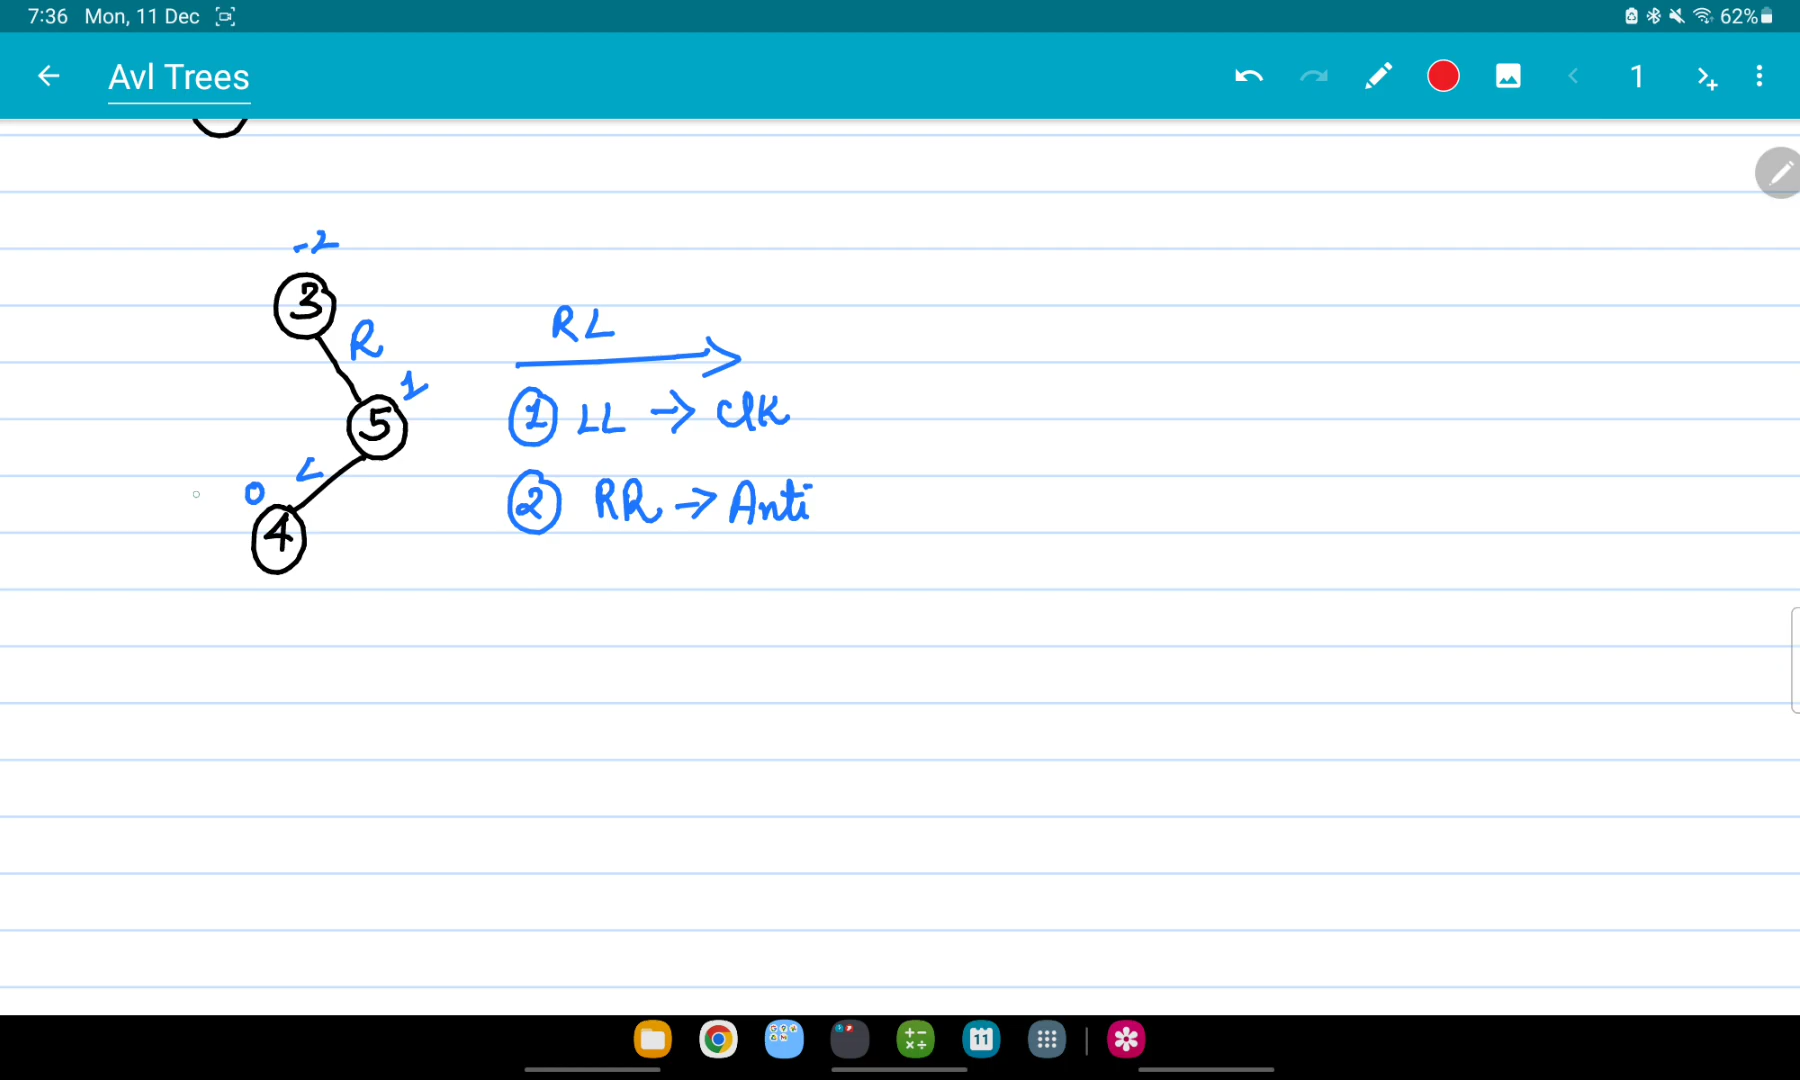 7:36 Mon, 11 Dec 62%
Avl Trees 1
-2
3
R
RL
1
5
① LL → clk
L
0
② RR → Anti
4
11